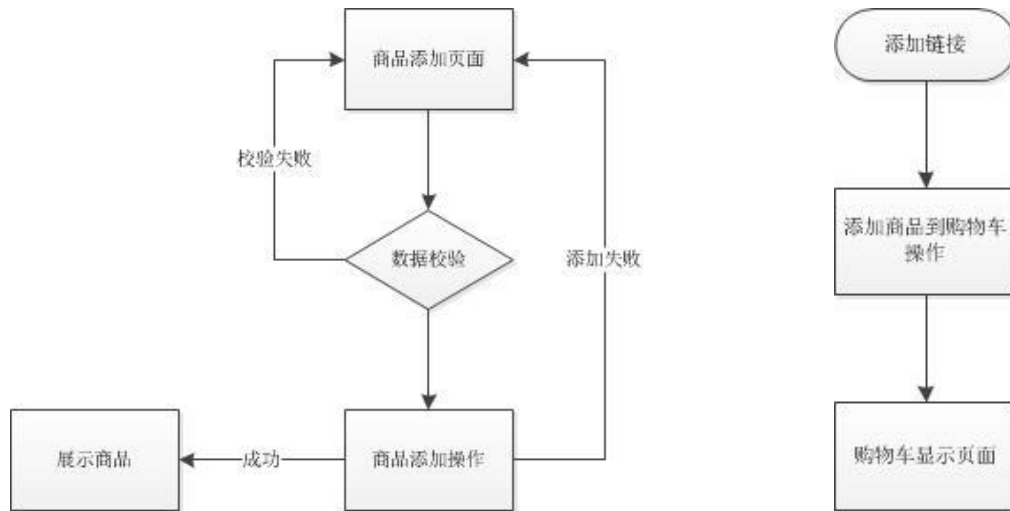 商品添加页面
校验失败
数据校验
添加失败
展示商品
成功
商品添加操作
添加链接
添加商品到购物车
操作
购物车显示页面